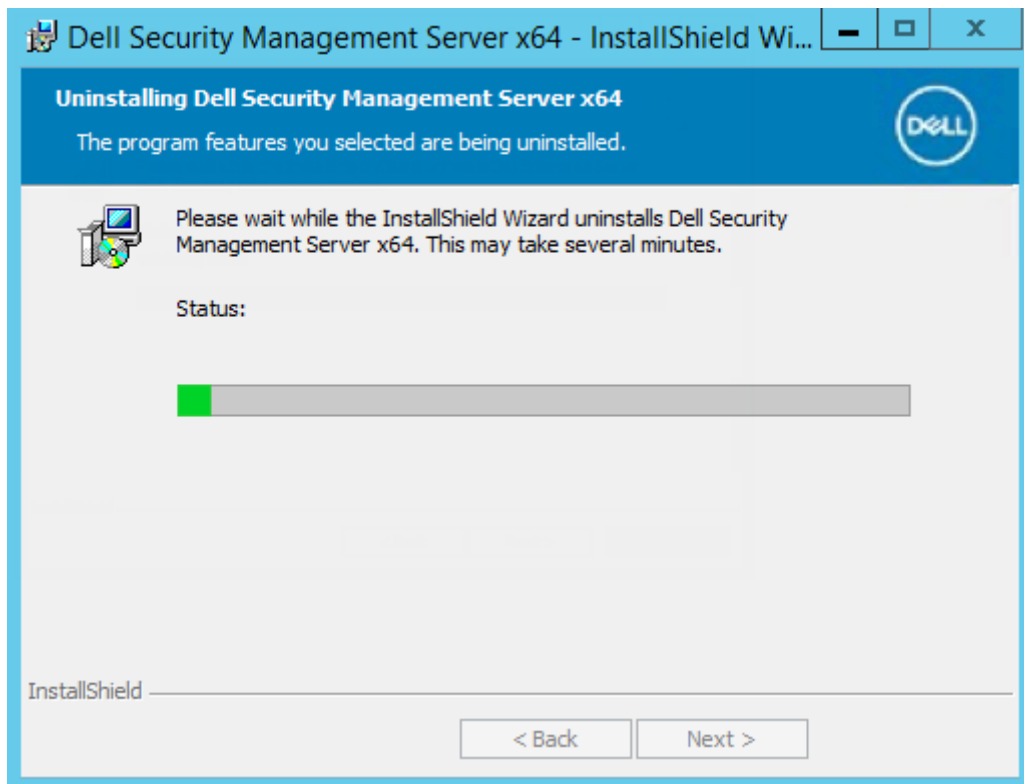 Dell Security Management Server x64 - InstallShield Wi...
Uninstalling Dell Security Management Server x64
The program features you selected are being uninstalled.
DELL
Please wait while the InstallShield Wizard uninstalls Dell Security
Management Server x64. This may take several minutes.
Status:
InstallShield
< Back
Next >